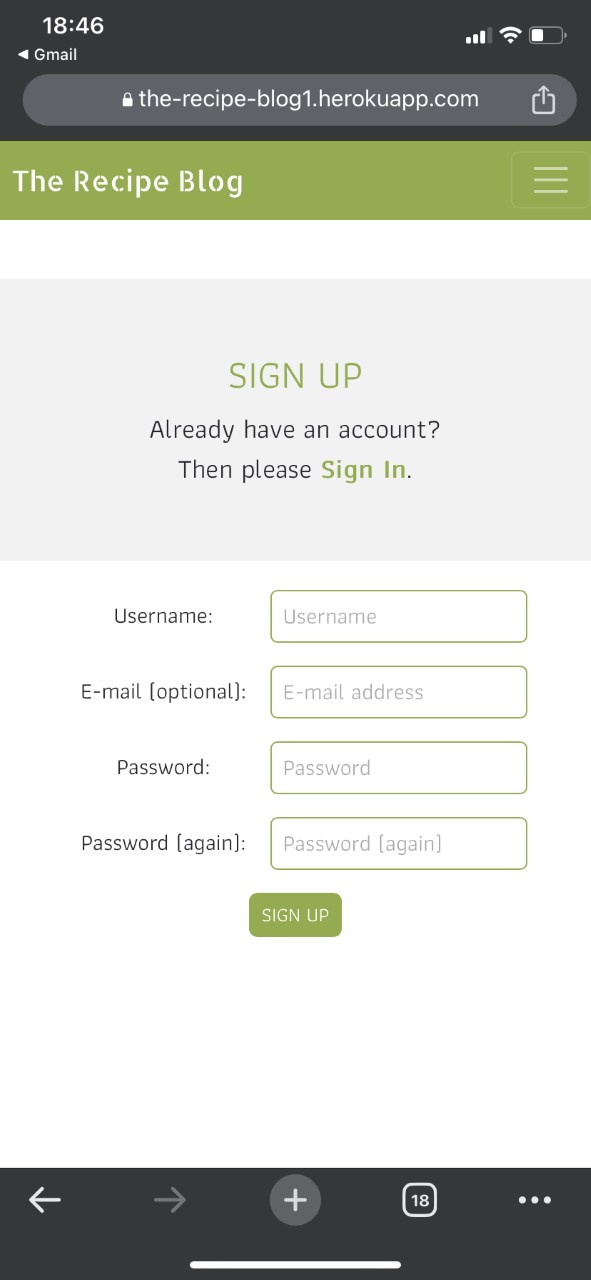 18:46
◀ Gmail
the-recipe-blog1.herokuapp.com
The Recipe Blog
SIGN UP
Already have an account?
Then please Sign In.
Username:
Username
E-mail (optional):
E-mail address
Password:
Password
Password (again):
Password (again)
SIGN UP
18